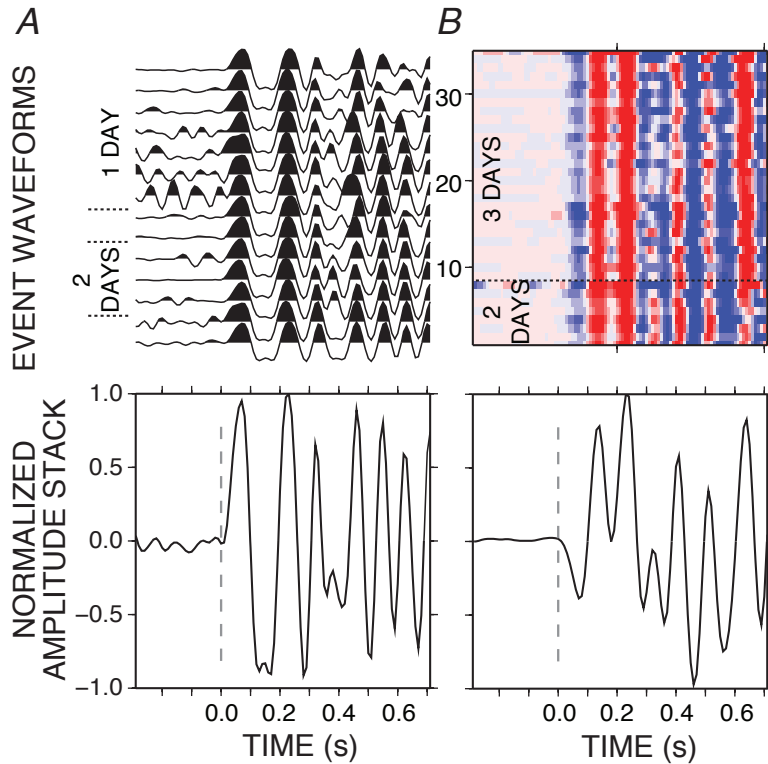 A
B
EVENT WAVEFORMS
1 DAY
2
DAYS
30
20
10
3 DAYS
2
DAYS
NORMALIZED
AMPLITUDE STACK
1.0
0.5
0.0
−0.5
−1.0
0.0 0.2 0.4 0.6
TIME (s)
0.0 0.2 0.4 0.6
TIME (s)